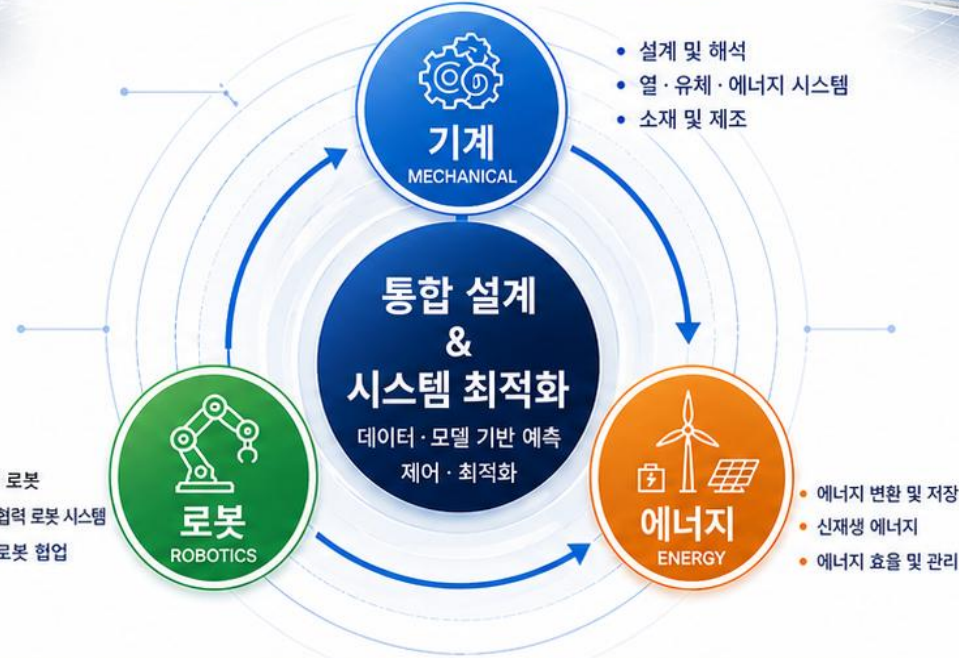 기계
MECHANICAL
• 설계 및 해석
• 열 · 유체 · 에너지 시스템
• 소재 및 제조
통합 설계
&
시스템 최적화
데이터 · 모델 기반 예측
제어 · 최적화
로봇
협력 로봇 시스템
로봇 협업
로봇
ROBOTICS
에너지
ENERGY
• 에너지 변환 및 저장
• 신재생 에너지
• 에너지 효율 및 관리